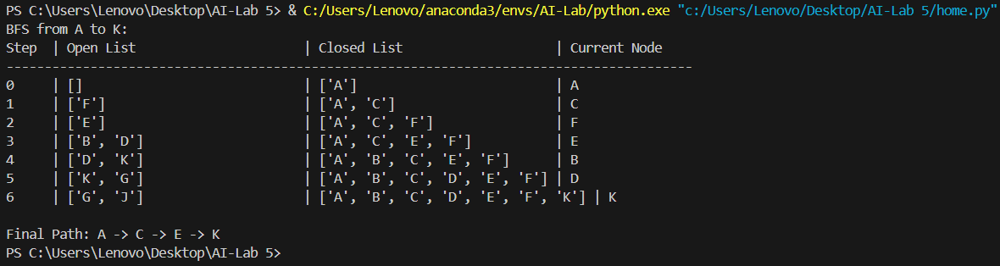 PS C:\Users\Lenovo\Desktop\AI-Lab 5> & C:/Users/Lenovo/anaconda3/envs/AI-Lab/python.exe "c:/Users/Lenovo/Desktop/AI-Lab 5/home.py"
BFS from A to K:
Step  | Open List                      | Closed List                    | Current Node
------------------------------------------------------------------------------------------
0     | []                             | ['A']                          | A
1     | ['F']                          | ['A', 'C']                     | C
2     | ['E']                          | ['A', 'C', 'F']                | F
3     | ['B', 'D']                     | ['A', 'C', 'E', 'F']           | E
4     | ['D', 'K']                     | ['A', 'B', 'C', 'E', 'F']      | B
5     | ['K', 'G']                     | ['A', 'B', 'C', 'D', 'E', 'F'] | D
6     | ['G', 'J']                     | ['A', 'B', 'C', 'D', 'E', 'F', 'K'] | K

Final Path: A -> C -> E -> K
PS C:\Users\Lenovo\Desktop\AI-Lab 5>